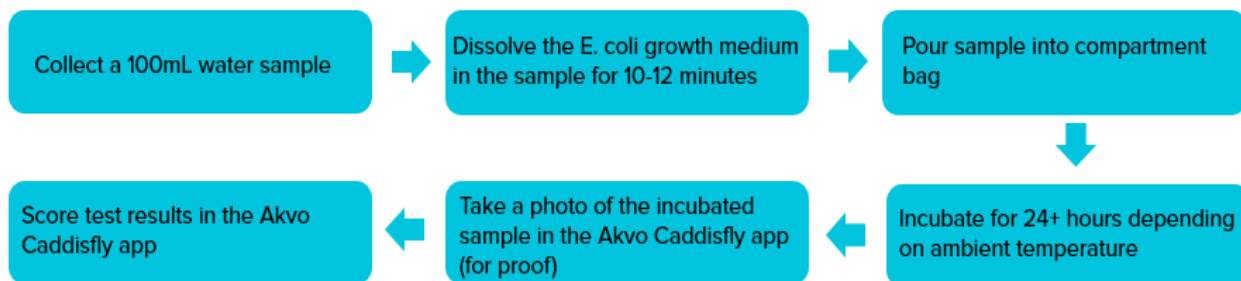 Collect a 100mL water sample
Dissolve the E. coli growth medium
in the sample for 10-12 minutes
Pour sample into compartment
bag
Incubate for 24+ hours depending
on ambient temperature
Take a photo of the incubated
sample in the Akvo Caddisfly app
(for proof)
Score test results in the Akvo
Caddisfly app